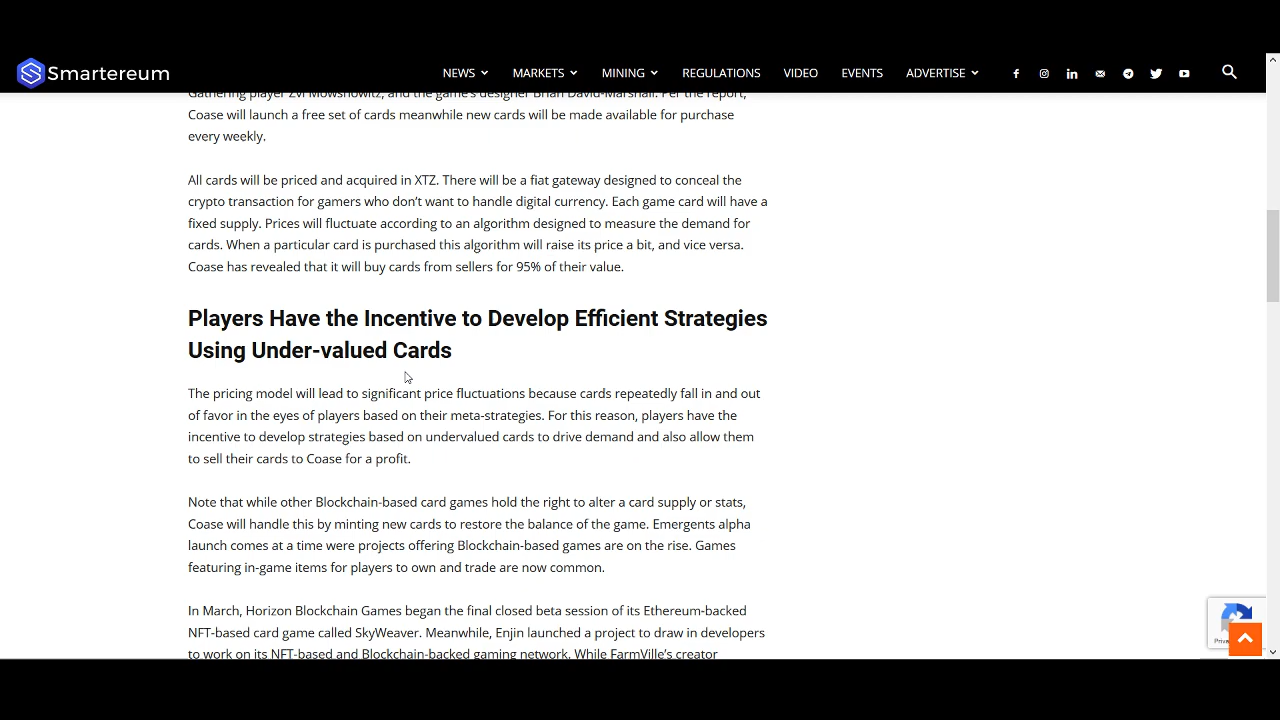 Smartereum
NEWS MARKETS MINING REGULATIONS VIDEO EVENTS ADVERTISE
Gathering player Zvi Mowshowitz, and the game's designer Brian David-Marshall. Per the report,
Coase will launch a free set of cards meanwhile new cards will be made available for purchase
every weekly.
All cards will be priced and acquired in XTZ. There will be a fiat gateway designed to conceal the
crypto transaction for gamers who don't want to handle digital currency. Each game card will have a
fixed supply. Prices will fluctuate according to an algorithm designed to measure the demand for
cards. When a particular card is purchased this algorithm will raise its price a bit, and vice versa.
Coase has revealed that it will buy cards from sellers for 95% of their value.
Players Have the Incentive to Develop Efficient Strategies
Using Under-valued Cards
The pricing model will lead to significant price fluctuations because cards repeatedly fall in and out
of favor in the eyes of players based on their meta-strategies. For this reason, players have the
incentive to develop strategies based on undervalued cards to drive demand and also allow them
to sell their cards to Coase for a profit.
Note that while other Blockchain-based card games hold the right to alter a card supply or stats,
Coase will handle this by minting new cards to restore the balance of the game. Emergents alpha
launch comes at a time were projects offering Blockchain-based games are on the rise. Games
featuring in-game items for players to own and trade are now common.
In March, Horizon Blockchain Games began the final closed beta session of its Ethereum-backed
NFT-based card game called SkyWeaver. Meanwhile, Enjin launched a project to draw in developers
to work on its NFT-based and Blockchain-backed gaming network. While FarmVille's creator